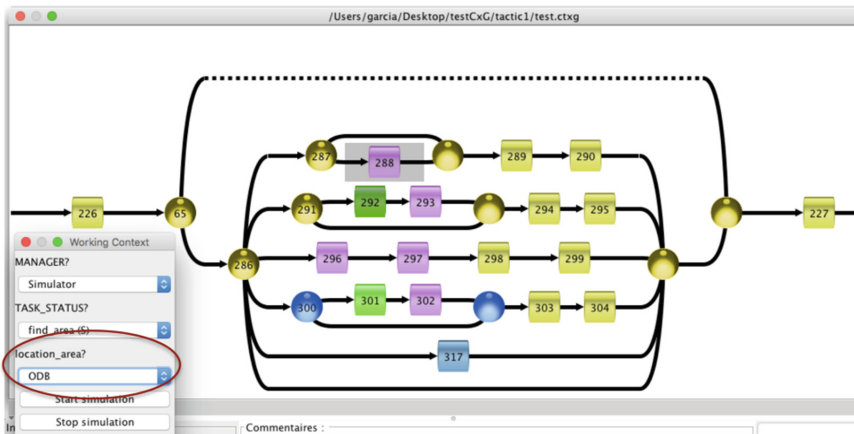 /Users/garcia/Desktop/testCxG/tactic1/test.ctxg
287
288
289
290
226
65
291
292
293
294
295
227
Working Context
MANAGER?
Simulator
TASK_STATUS?
find_area (5)
location_area?
ODB
Start simulation
Stop simulation
286
296
297
298
299
300
301
302
303
304
317
In
Commentaires :